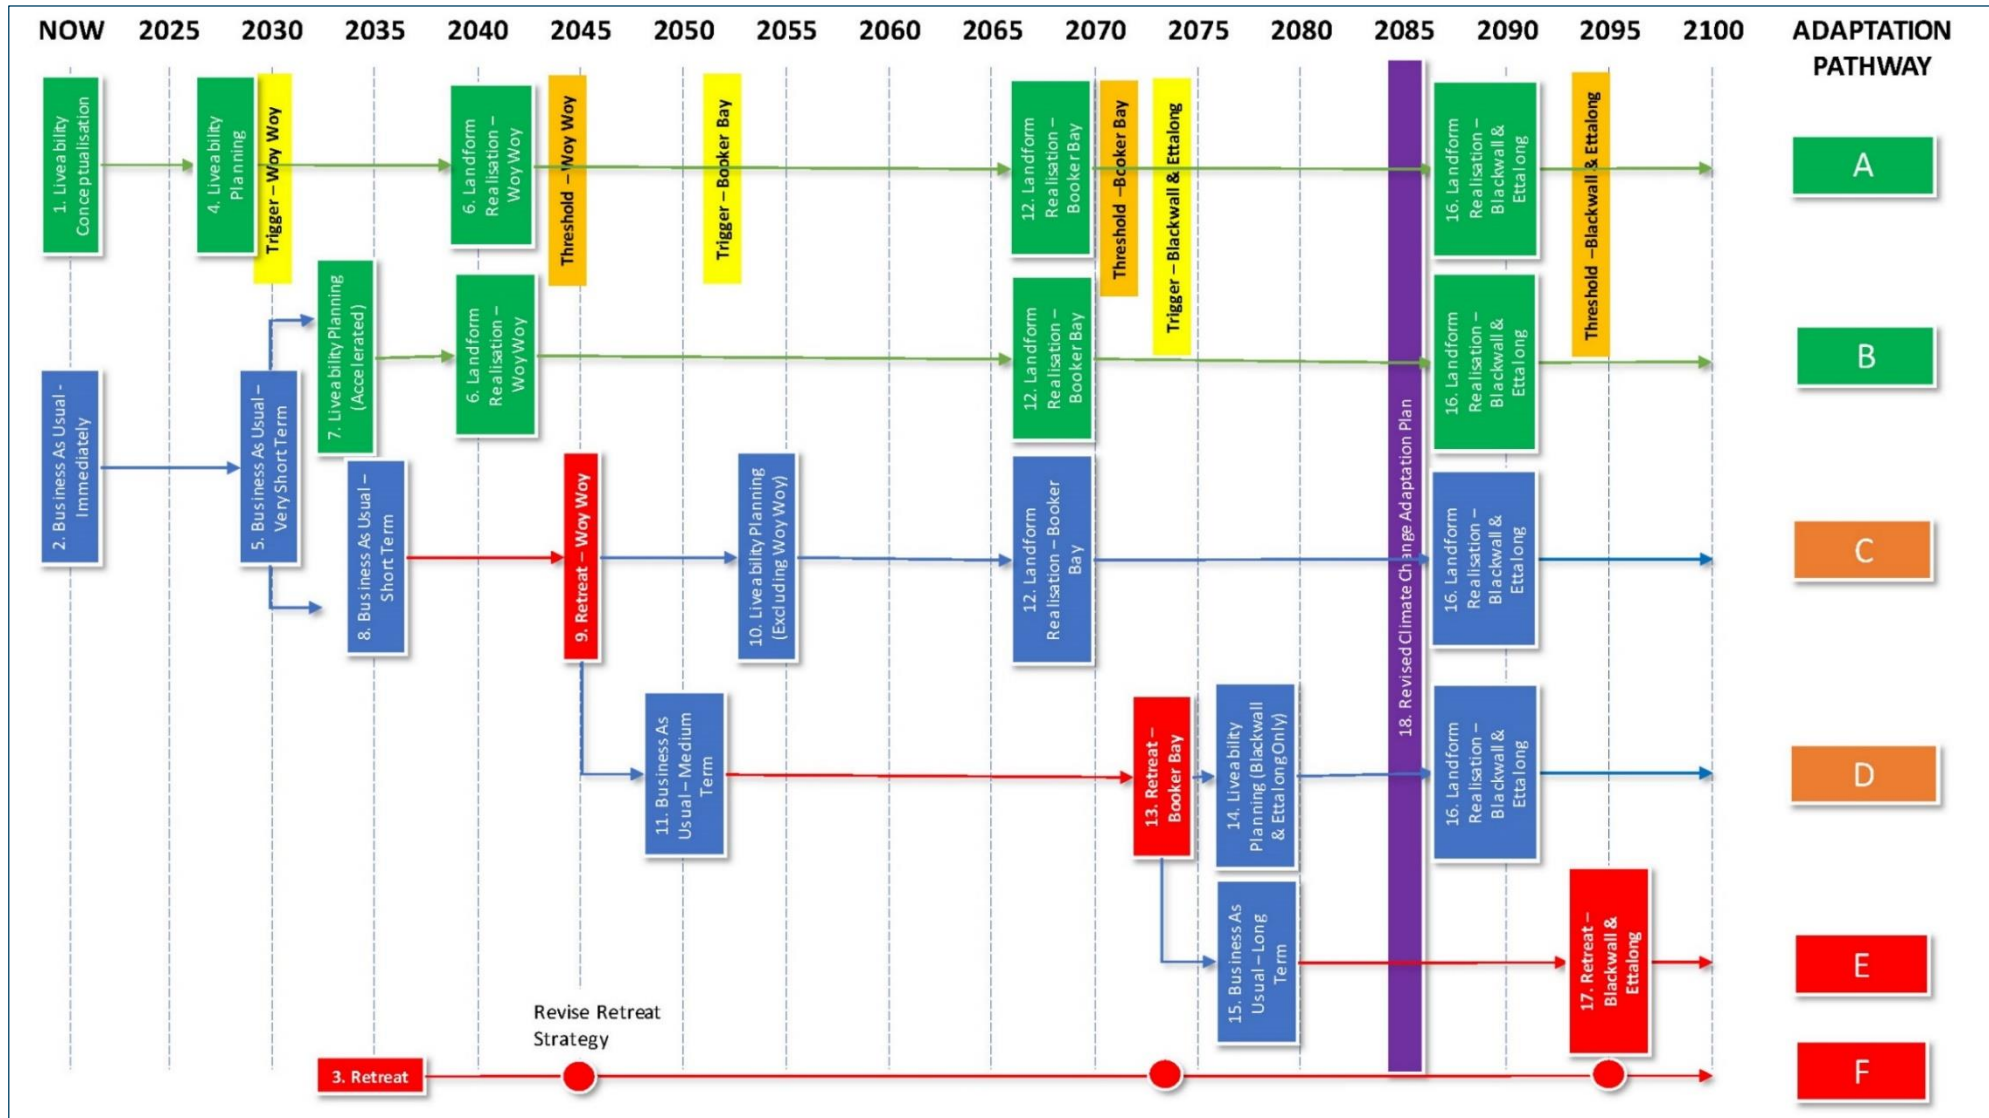 NOW 2025 2030 2035 2040 2045 2050 2055 2060 2065 2070 2075 2080 2085 2090 2095 2100
ADAPTATION
PATHWAY
1. Liveability
Conceptualisation
4. Liveability
Planning
Trigger – Woy Woy
6. Landform
Realisation –
Woy Woy
Threshold – Woy Woy
Trigger – Booker Bay
12. Landform
Realisation –
Booker Bay
Threshold –Booker Bay
Trigger – Blackwall & Ettalong
18. Revised Climate Change Adaptation Plan
16. Landform
Realisation –
Blackwall &
Ettalong
Threshold –Blackwall & Ettalong
A
2. Business As Usual -
Immediately
5. Business As Usual –
Very Short Term
7. Liveability Planning
(Accelerated)
6. Landform
Realisation –
Woy Woy
12. Landform
Realisation –
Booker Bay
16. Landform
Realisation –
Blackwall &
Ettalong
B
8. Business As Usual –
Short Term
9. Retreat – Woy Woy
10. Liveability Planning
(Excluding Woy Woy)
12. Landform
Realisation – Booker
Bay
16. Landform
Realisation –
Blackwall &
Ettalong
C
11. Business As
Usual – Medium
Term
13. Retreat –
Booker Bay
14. Liveability
Planning (Blackwall
& Ettalong Only)
16. Landform
Realisation –
Blackwall &
Ettalong
D
15. Business As
Usual – Long
Term
17. Retreat –
Blackwall &
Ettalong
E
Revise Retreat
Strategy
3. Retreat
F